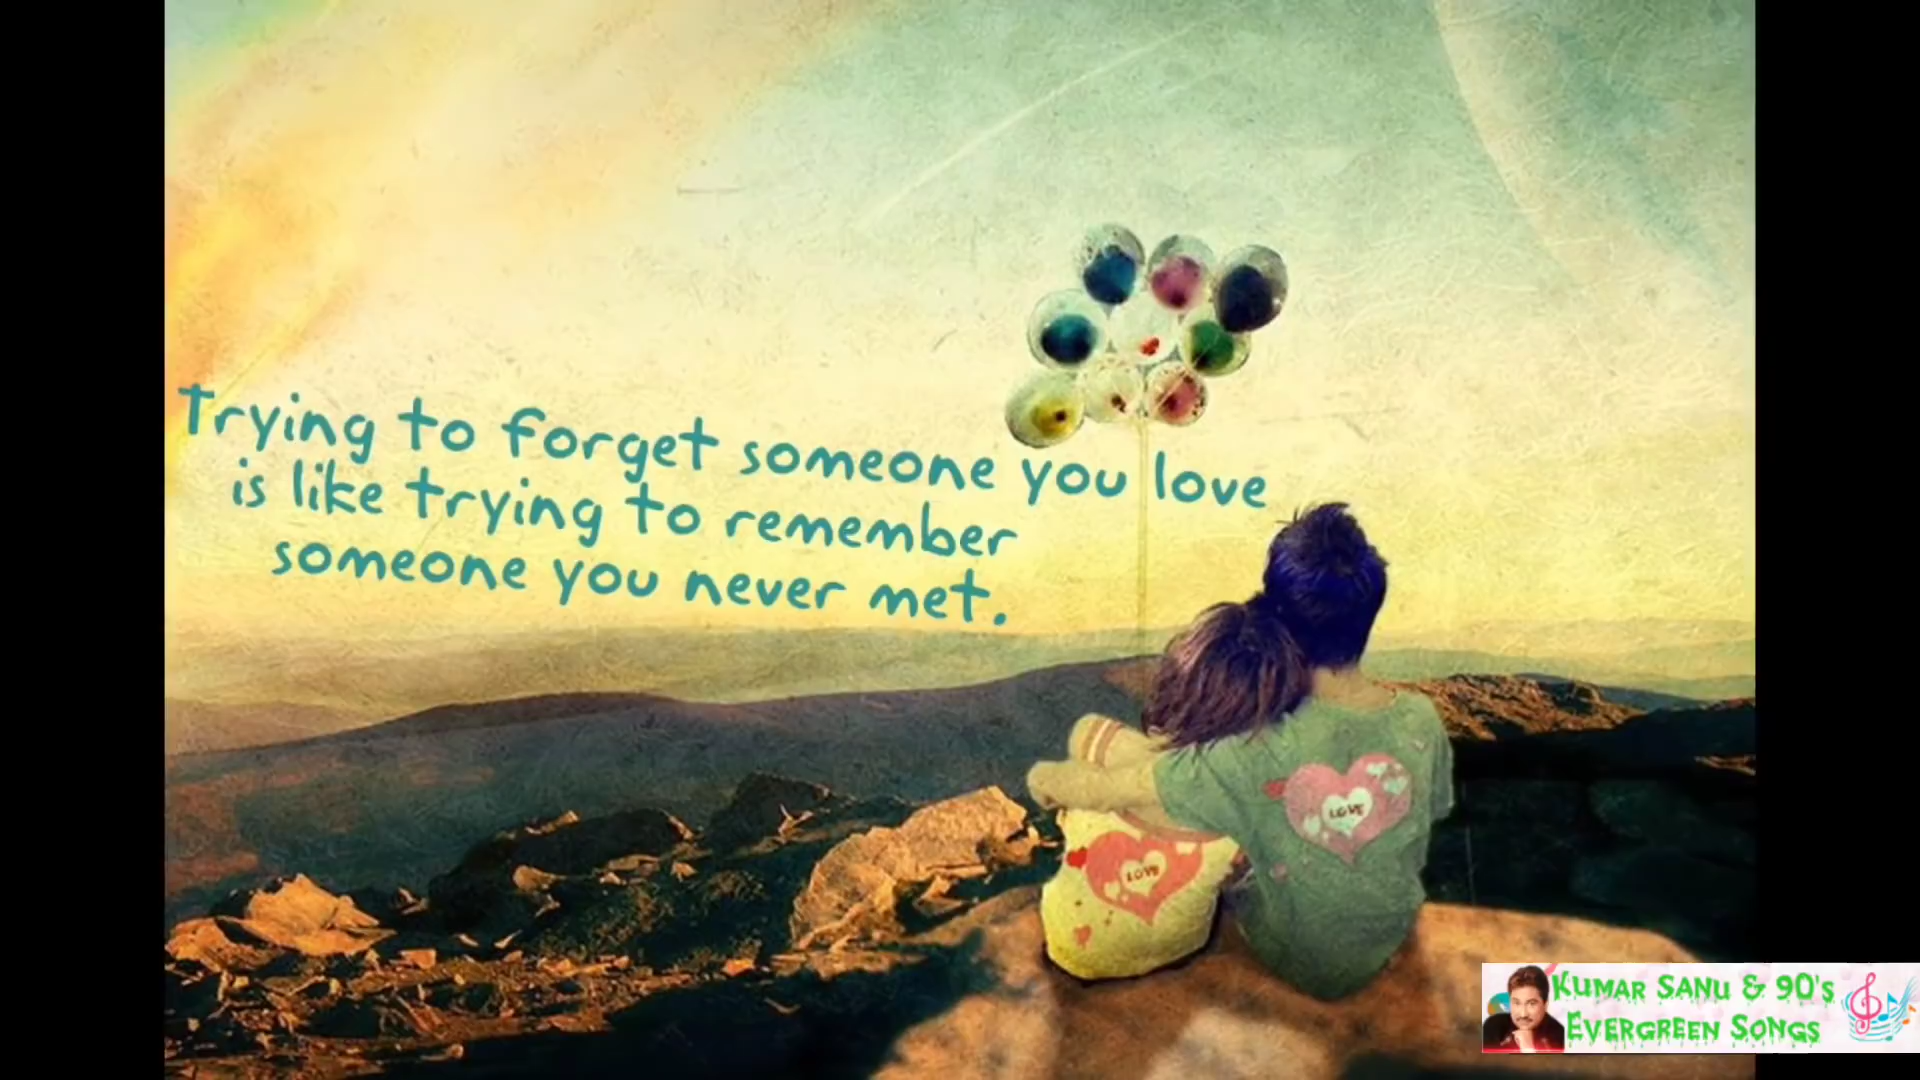 Trying to forget someone you love
is like trying to remember
someone you never met.
LOVE
LOVE
KUMAR SANU & 90's
EVERGREEN SONGS